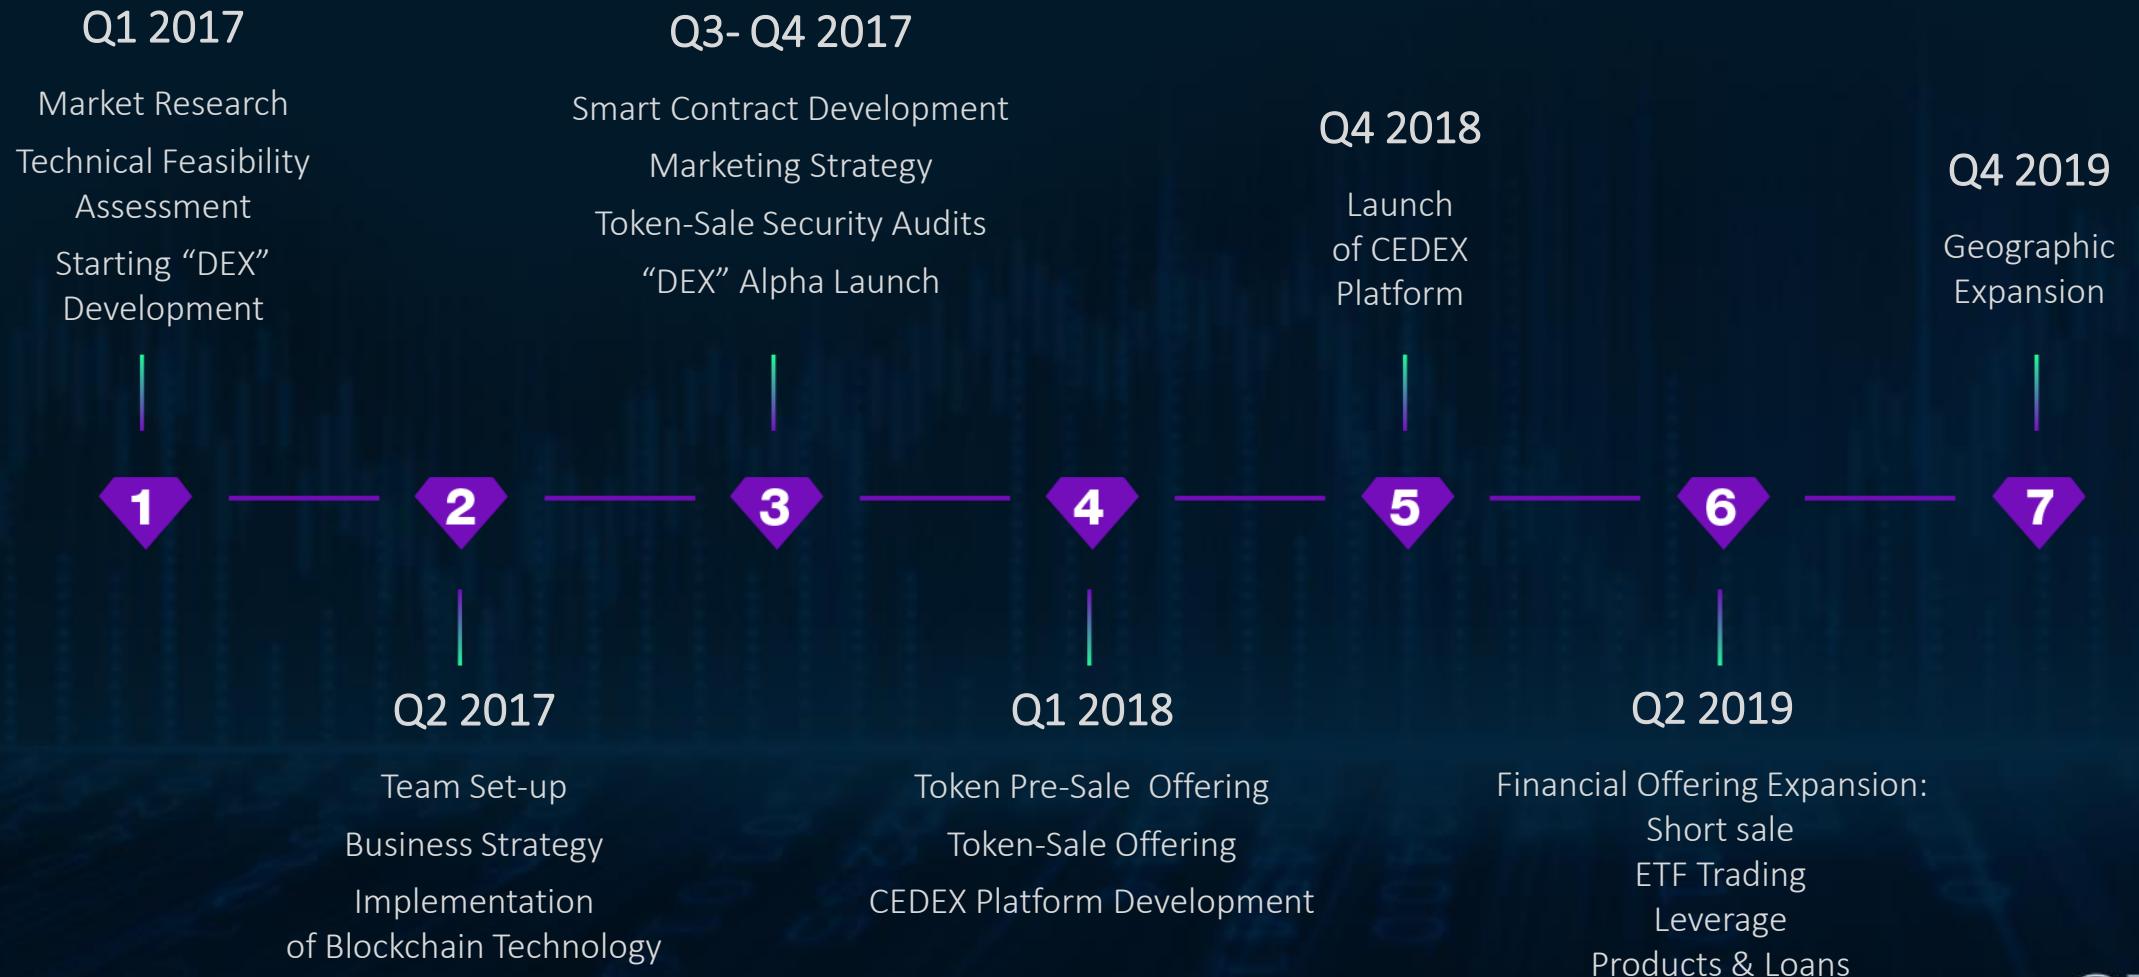 Q1 2017
Market Research
Technical Feasibility
Assessment
Starting “DEX”
Development
Q3- Q4 2017
Smart Contract Development
Marketing Strategy
Token-Sale Security Audits
“DEX” Alpha Launch
Q4 2018
Launch
of CEDEX
Platform
Q4 2019
Geographic
Expansion
1
2
3
4
5
6
7
Q2 2017
Team Set-up
Business Strategy
Implementation
of Blockchain Technology
Q1 2018
Token Pre-Sale  Offering
Token-Sale Offering
CEDEX Platform Development
Q2 2019
Financial Offering Expansion:
Short sale
ETF Trading
Leverage
Products & Loans